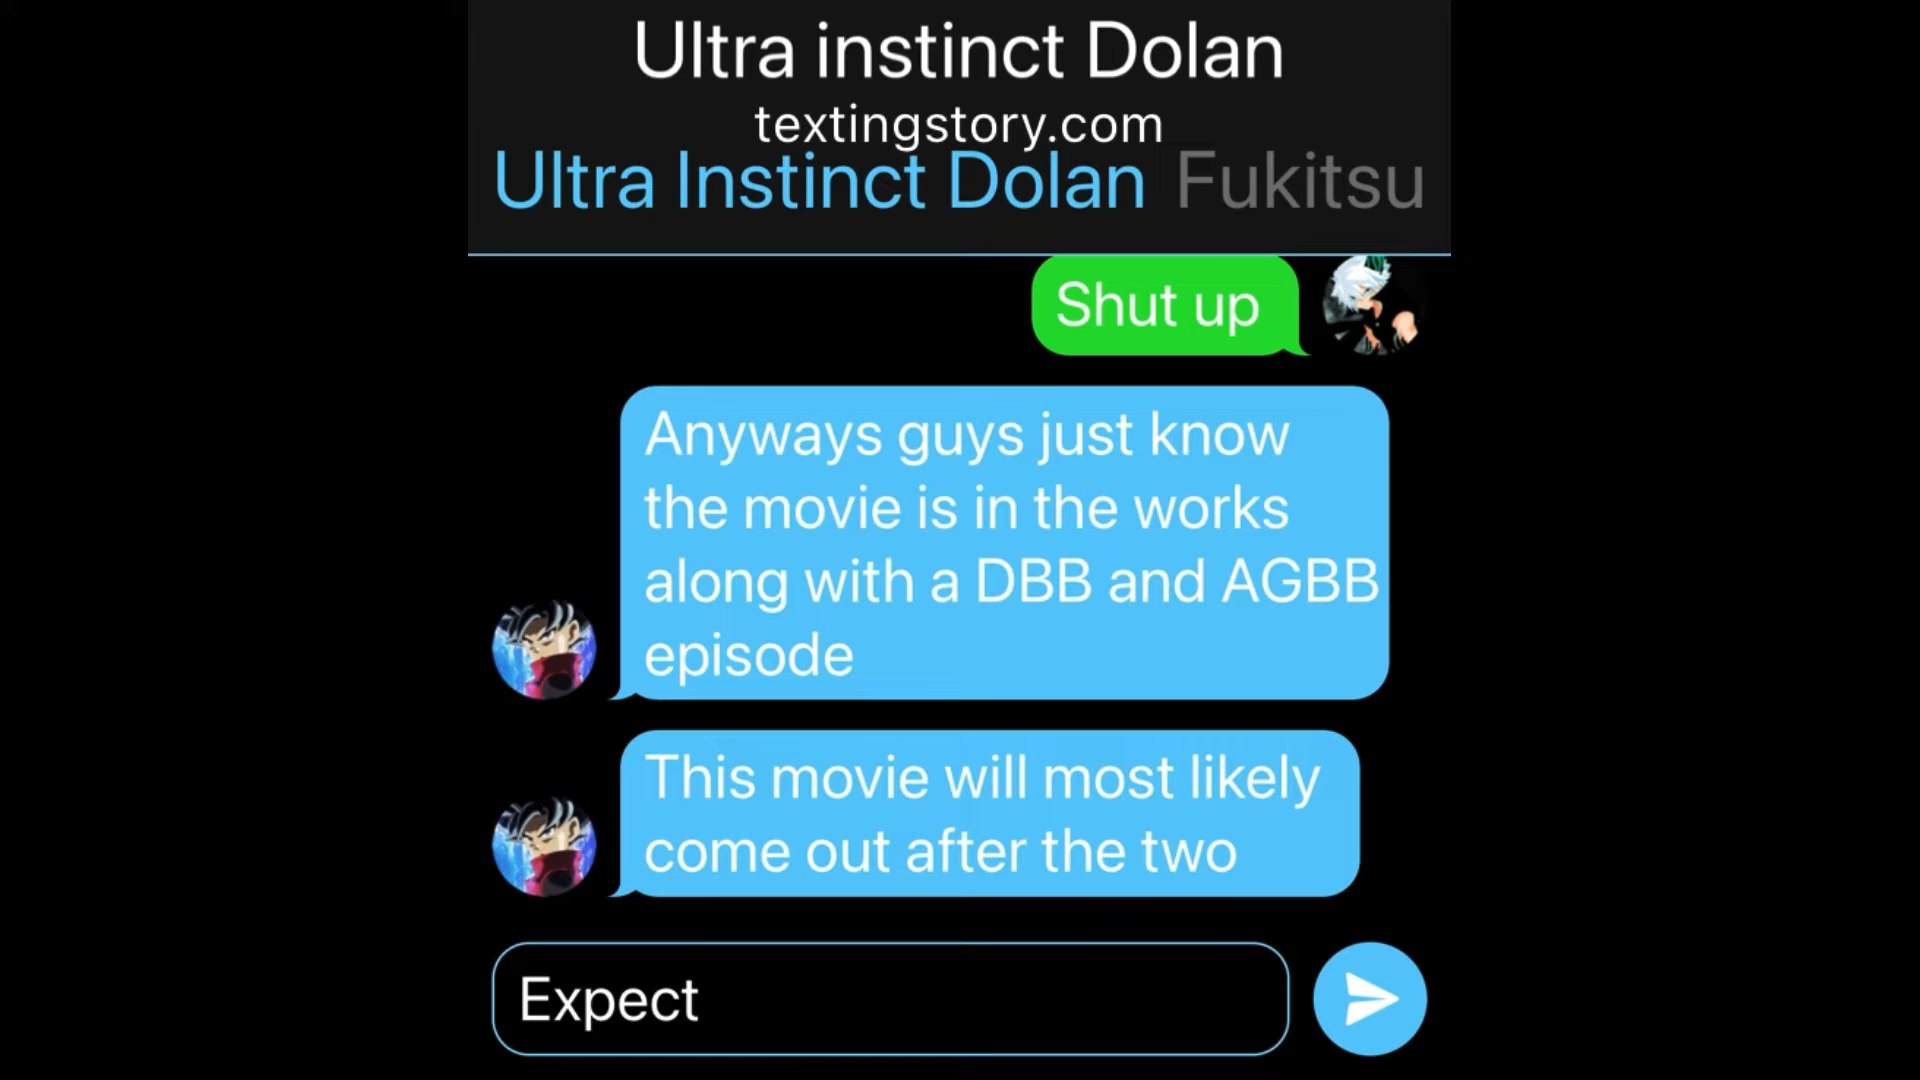 Ultra instinct Dolan
textingstory.com
Ultra Instinct Dolan Fukitsu
Shut up
Anyways guys just know
the movie is in the works
along with a DBB and AGBB
episode
This movie will most likely
come out after the two
Expect